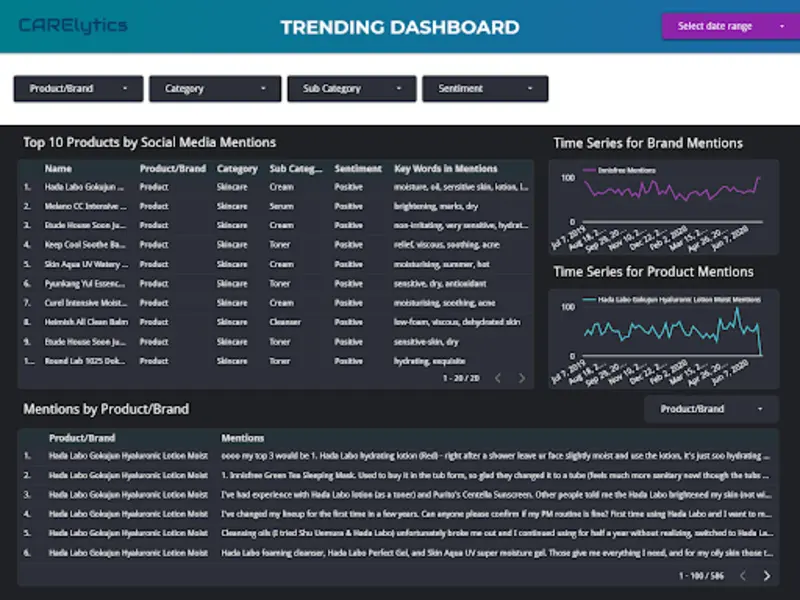 CARElytics
TRENDING DASHBOARD
Select date range
Product/Brand
Category
Sub Category
Sentiment
Top 10 Products by Social Media Mentions
Name Product/Brand Category Sub Categ... Sentiment Key Words in Mentions
1. Hada Labo Gokujun ... Product Skincare Cream Positive moisture, oil, sensitive skin, lotion, l...
2. Melano CC Intensive ... Product Skincare Serum Positive brightening, marks, dry
3. Etude House Soon Ju... Product Skincare Cream Positive non-irritating, very sensitive, hydrat...
4. Keep Cool Soothe Ba... Product Skincare Toner Positive relief, viscous, soothing, acne
5. Skin Aqua UV Watery ... Product Skincare Cream Positive moisturising, summer, hot
6. Pyunkang Yul Essenc... Product Skincare Toner Positive sensitive, dry, antioxidant
7. Curel Intensive Moist... Product Skincare Cream Positive moisturising, soothing, acne
8. Heimish All Clean Balm Product Skincare Cleanser Positive low-foam, viscous, dehydrated skin
9. Etude House Soon Ju... Product Skincare Toner Positive sensitive-skin, dry
1... Round Lab 1025 Dok... Product Skincare Toner Positive hydrating, exquisite
1 - 20 / 20
Time Series for Brand Mentions
Innisfree Mentions
100
0
Jul 7, 2019 Aug 18, 2... Sep 29, 20... Nov 10, 2... Dec 22, 2... Feb 2, 2020 Mar 15, 2... Apr 26, 20... Jun 7, 2020
Time Series for Product Mentions
Hada Labo Gokujun Hyaluronic Lotion Moist Mentions
100
0
Jul 7, 2019 Aug 18, 2... Sep 29, 20... Nov 10, 2... Dec 22, 2... Feb 2, 2020 Mar 15, 2... Apr 26, 20... Jun 7, 2020
Mentions by Product/Brand
Product/Brand
Product/Brand Mentions
1. Hada Labo Gokujun Hyaluronic Lotion Moist oooo my top 3 would be 1. Hada Labo hydrating lotion (Red) - right after a shower leave ur face slightly moist and use the lotion, it's just soo hydrating ...
2. Hada Labo Gokujun Hyaluronic Lotion Moist 1. Innisfree Green Tea Sleeping Mask. Used to buy it in the tub form, so glad they changed it to a tube (feels much more sanitary now! though the tubs ...
3. Hada Labo Gokujun Hyaluronic Lotion Moist I've had experience with Hada Labo lotion (as a toner) and Purito's Centella Sunscreen. Other people told me the Hada Labo brightened my skin (not wi...
4. Hada Labo Gokujun Hyaluronic Lotion Moist I've changed my lineup for the first time in a few years. Can anyone please confirm if my PM routine is fine? First time using Hada Labo and I want to m...
5. Hada Labo Gokujun Hyaluronic Lotion Moist Cleansing oils (I tried Shu Uemura & Hada Labo) unfortunately broke me out and I continued using for half a year without realizing, switched to Hada La...
6. Hada Labo Gokujun Hyaluronic Lotion Moist Hada Labo foaming cleanser, Hada Labo Perfect Gel, and Skin Aqua UV super moisture gel. Those give me everything I need, and for my oily skin those t...
1 - 100 / 586